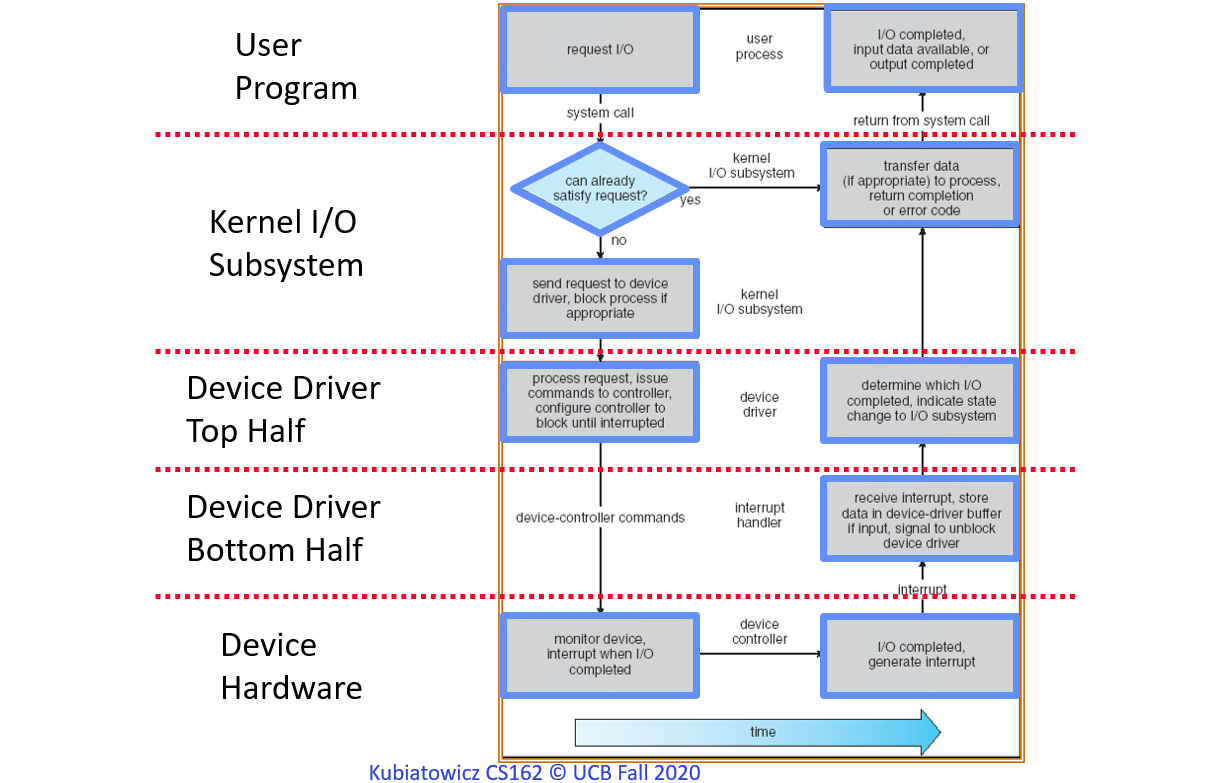 User
Program
request I/O
user
process
I/O completed,
input data available, or
output completed
system call
return from system call
Kernel I/O
Subsystem
can already
satisfy request?
kernel
I/O subsystem
yes
transfer data
(if appropriate) to process,
return completion
or error code
no
send request to device
driver, block process if
appropriate
kernel
I/O subsystem
Device Driver
Top Half
process request, issue
commands to controller,
configure controller to
block until interrupted
device
driver
determine which I/O
completed, indicate state
change to I/O subsystem
Device Driver
Bottom Half
device-controller commands
interrupt
handler
receive interrupt, store
data in device-driver buffer
if input, signal to unblock
device driver
interrupt
Device
Hardware
monitor device,
interrupt when I/O
completed
device
controller
I/O completed,
generate interrupt
time
Kubiatowicz CS162 © UCB Fall 2020